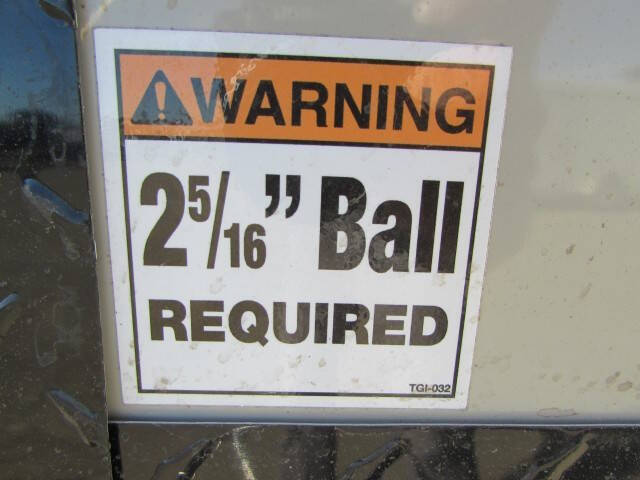 WARNING
2 5/16” Ball
REQUIRED
TGI-032